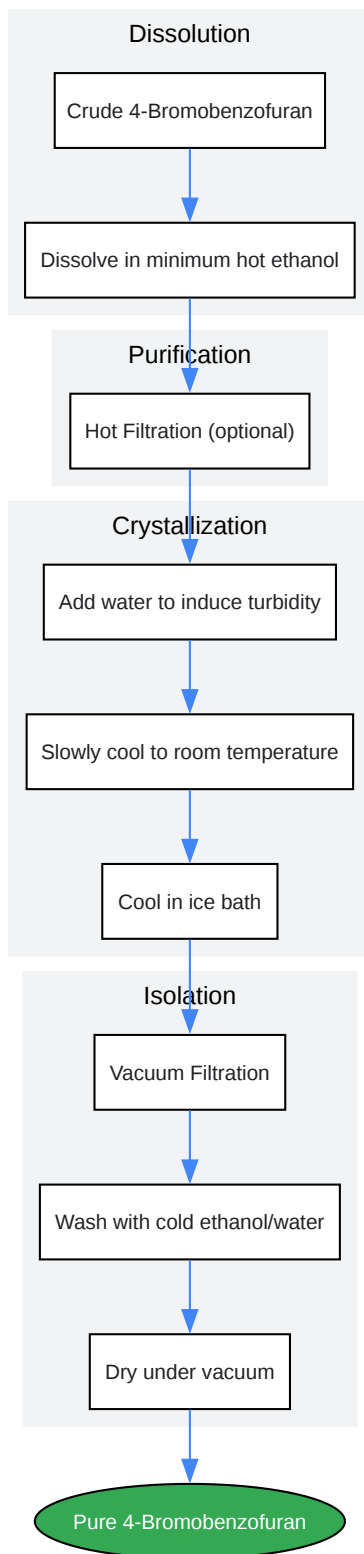 Dissolution
Crude 4-Bromobenzofuran
Dissolve in minimum hot ethanol
Purification
Hot Filtration (optional)
Crystallization
Add water to induce turbidity
Slowly cool to room temperature
Cool in ice bath
Isolation
Vacuum Filtration
Wash with cold ethanol/water
Dry under vacuum
Pure 4-Bromobenzofuran